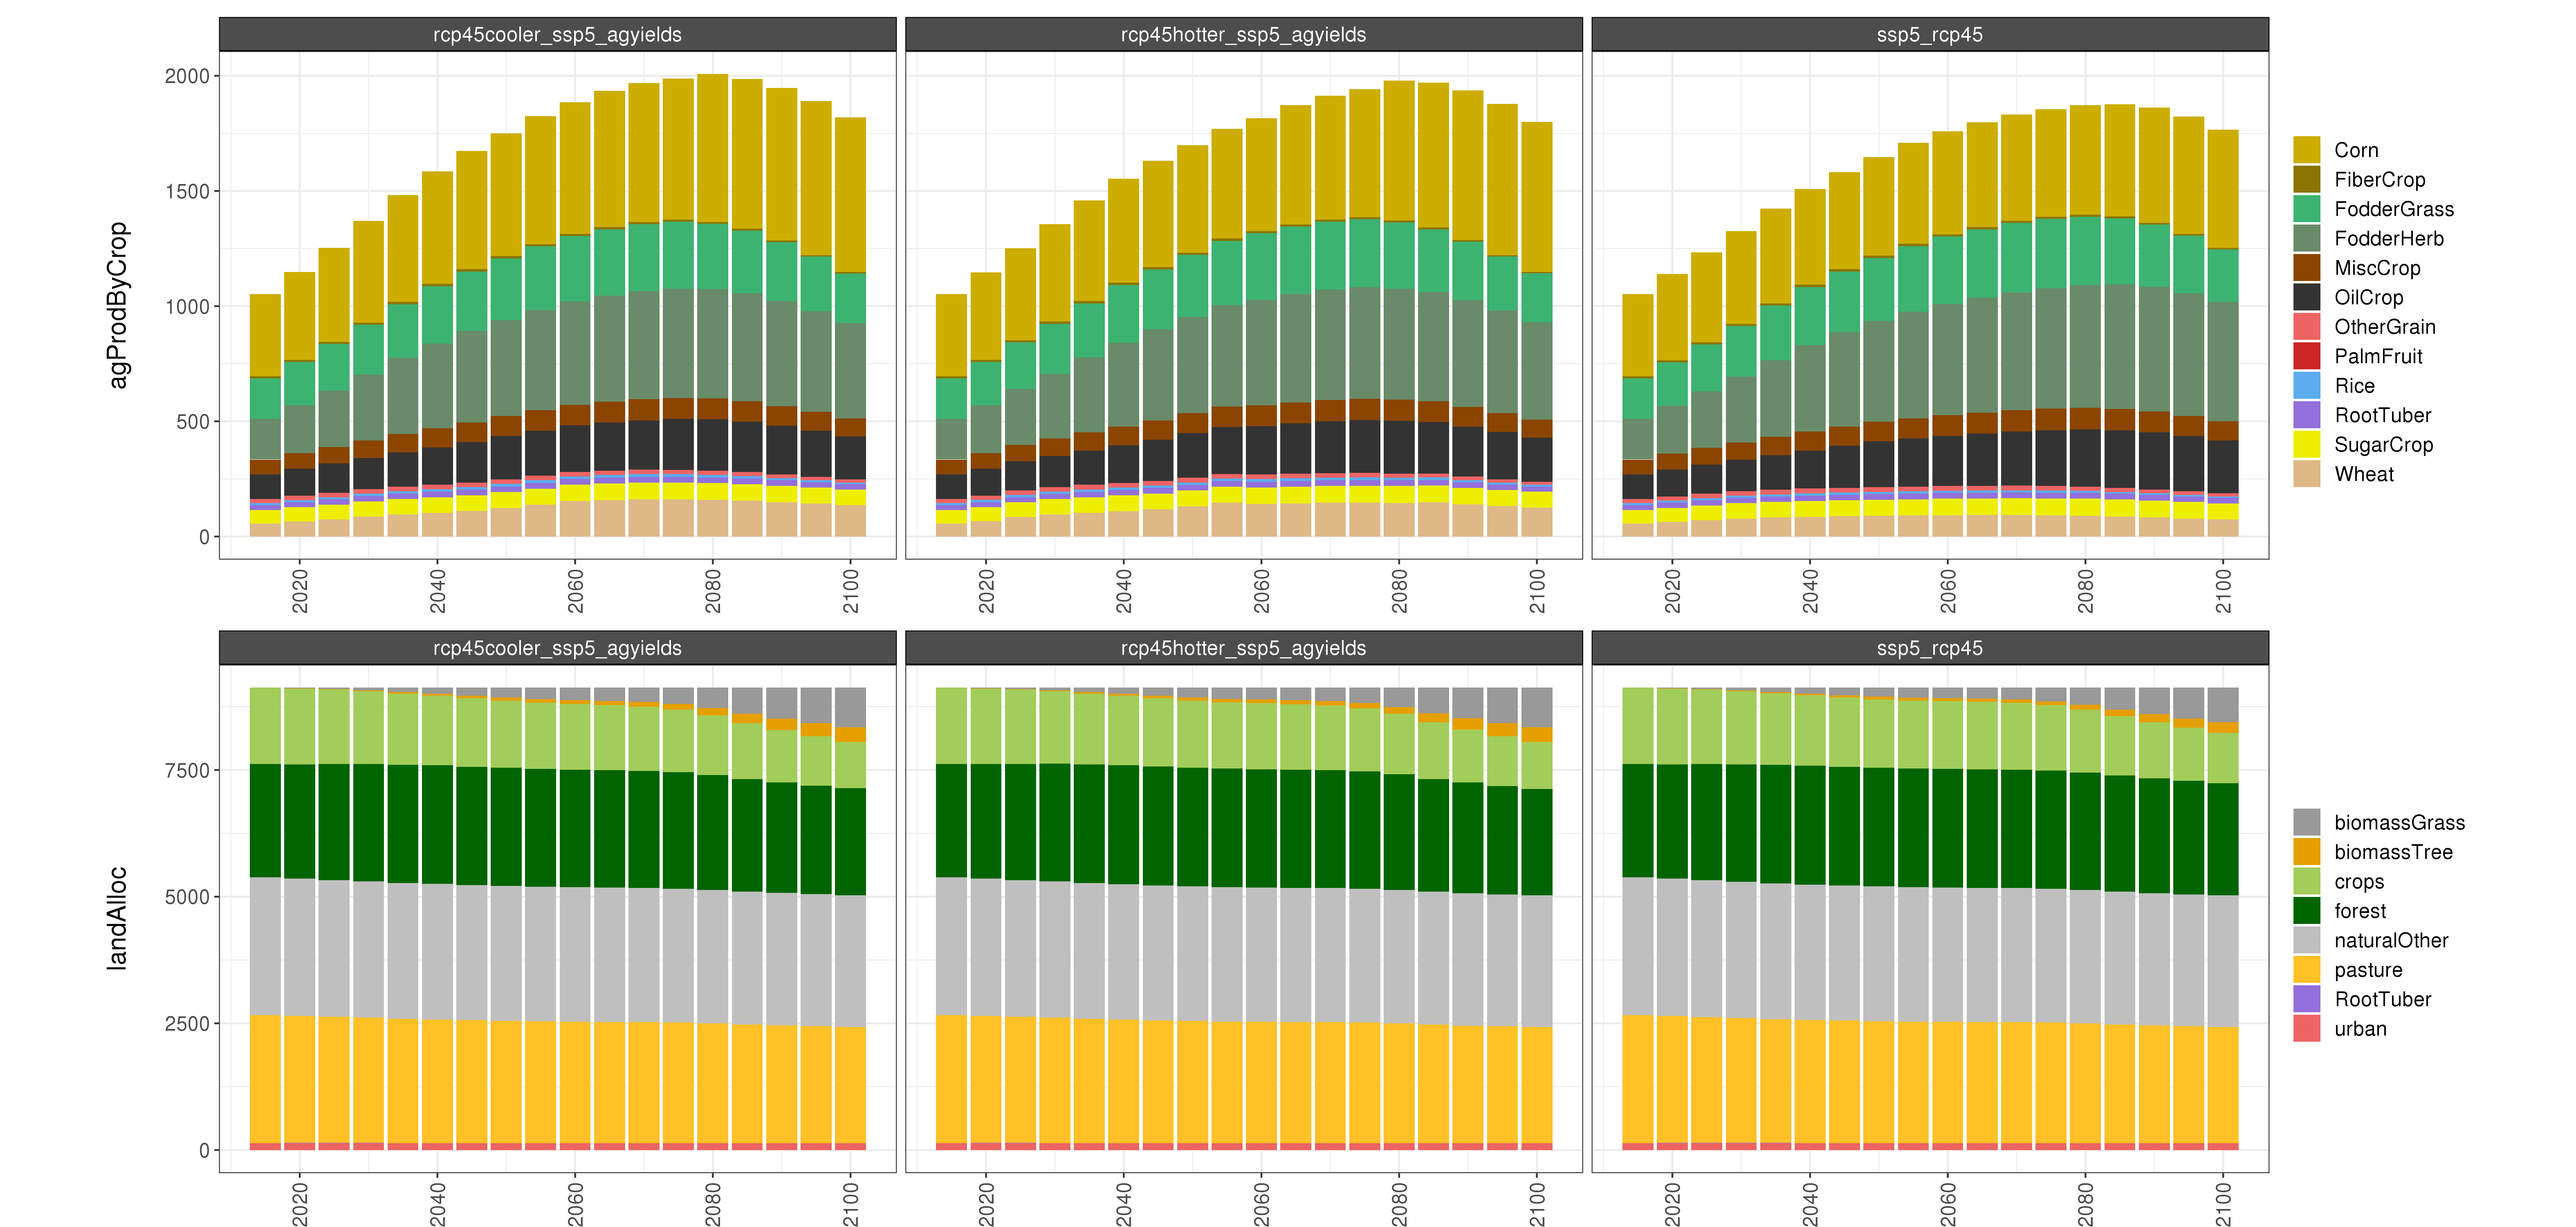 rcp45cooler_ssp5_agyields
rcp45hotter_ssp5_agyields
ssp5_rcp45
agProdByCrop
2000
1500
1000
500
0
2020 2040 2060 2080 2100
2020 2040 2060 2080 2100
2020 2040 2060 2080 2100
Corn
FiberCrop
FodderGrass
FodderHerb
MiscCrop
OilCrop
OtherGrain
PalmFruit
Rice
RootTuber
SugarCrop
Wheat
rcp45cooler_ssp5_agyields
rcp45hotter_ssp5_agyields
ssp5_rcp45
landAlloc
7500
5000
2500
0
2020 2040 2060 2080 2100
2020 2040 2060 2080 2100
2020 2040 2060 2080 2100
biomassGrass
biomassTree
crops
forest
naturalOther
pasture
RootTuber
urban